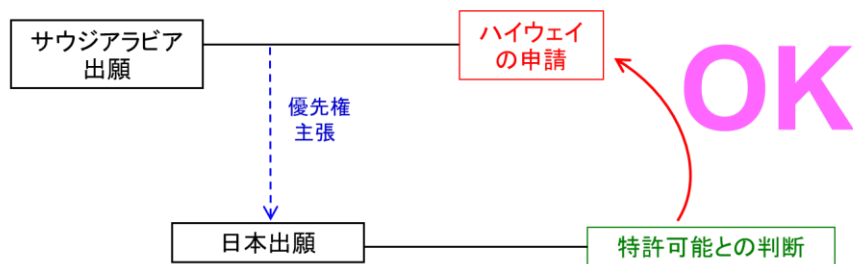 サウジアラビア
出願
ハイウェイ
の申請
OK
優先権
主張
日本出願
特許可能との判断